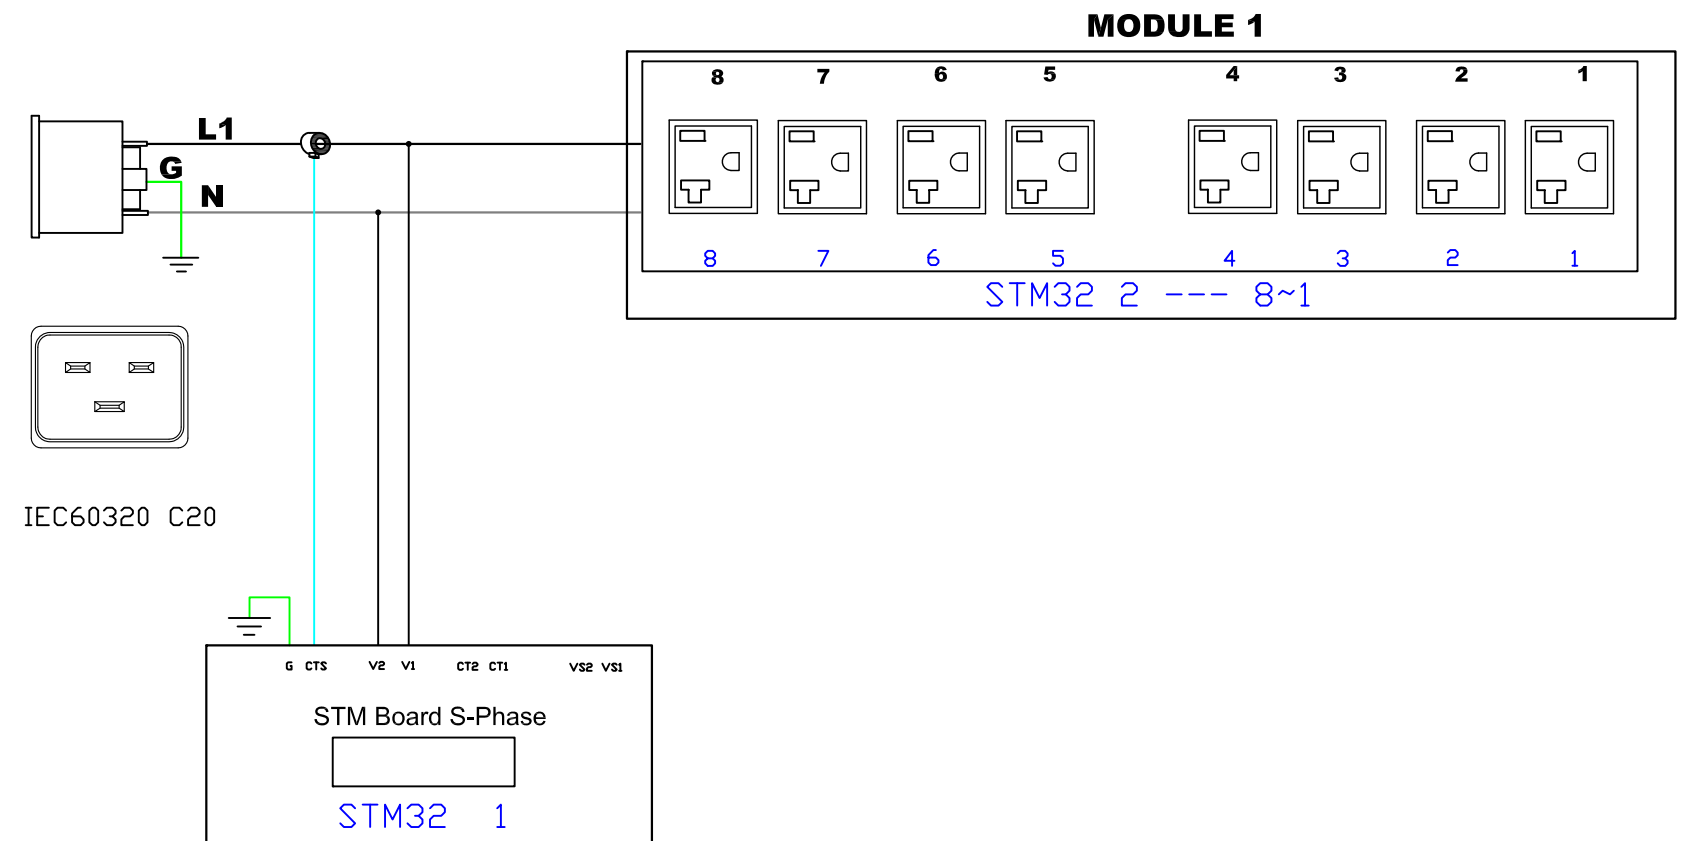 MODULE 1
8 7 6 5 4 3 2 1
L1
G
N
8 7 6 5 4 3 2 1
STM32 2 --- 8~1
IEC60320 C20
G CTS V2 V1 CT2 CT1 VS2 VS1
STM Board S-Phase
STM32 1